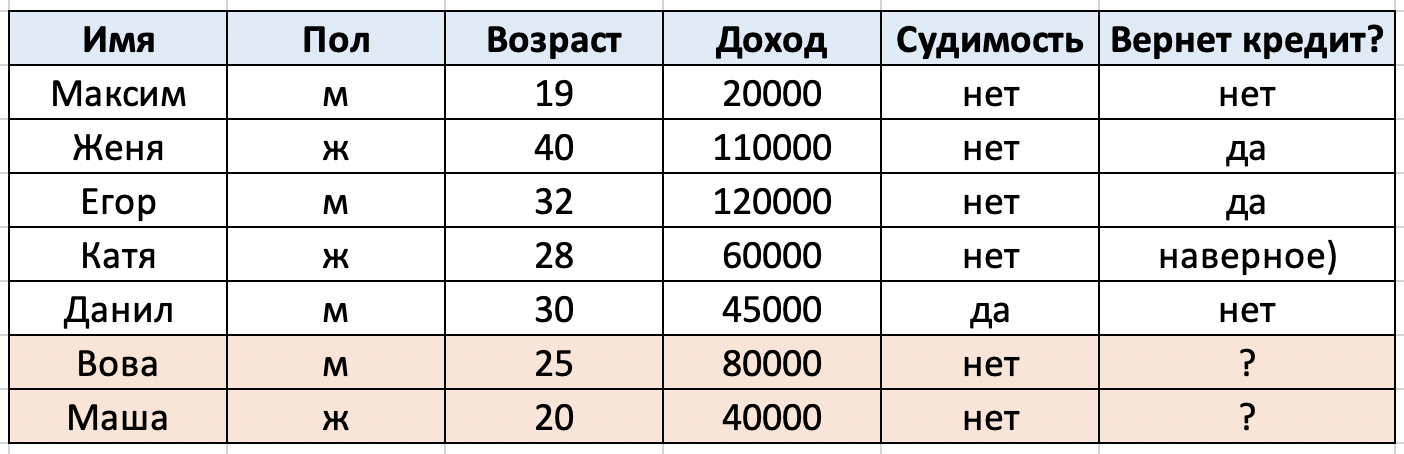 Имя Пол Возраст Доход Судимость Вернет кредит?
Максим м 19 20000 нет нет
Женя ж 40 110000 нет да
Егор м 32 120000 нет да
Катя ж 28 60000 нет наверное)
Данил м 30 45000 да нет
Вова м 25 80000 нет ?
Маша ж 20 40000 нет ?